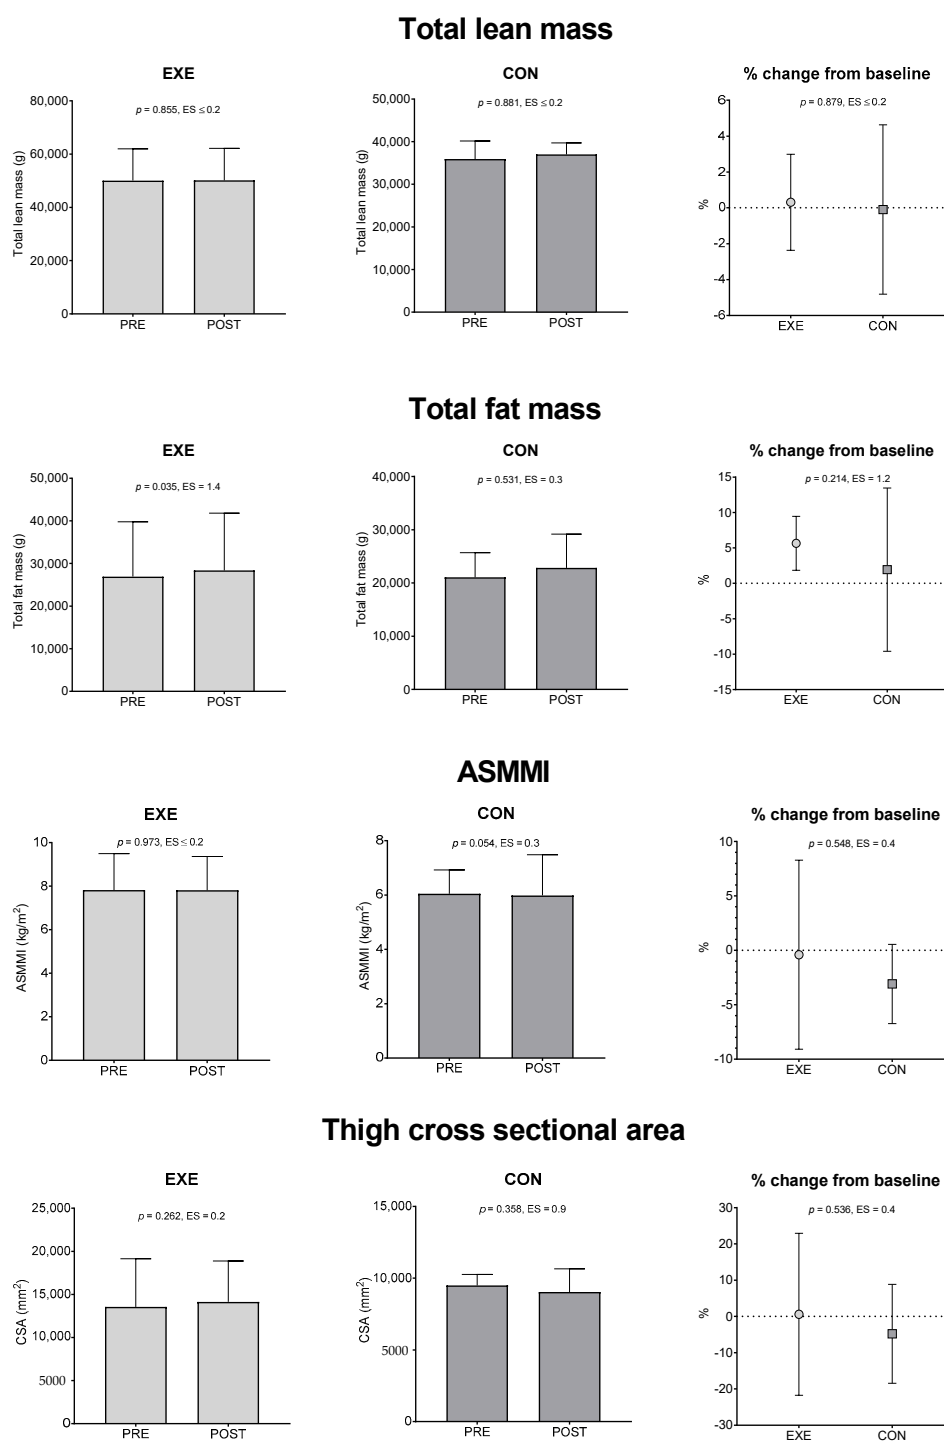 Total lean mass
EXE
p = 0.855, ES ≤ 0.2
Total lean mass (g)
80,000
60,000
40,000
20,000
0
PRE POST
CON
p = 0.881, ES ≤ 0.2
Total lean mass (g)
50,000
40,000
30,000
20,000
10,000
0
PRE POST
% change from baseline
p = 0.879, ES ≤ 0.2
%
6
4
2
0
-2
-4
-6
EXE CON
Total fat mass
EXE
p = 0.035, ES = 1.4
Total fat mass (g)
50,000
40,000
30,000
20,000
10,000
0
PRE POST
CON
p = 0.531, ES = 0.3
Total fat mass (g)
40,000
30,000
20,000
10,000
0
PRE POST
% change from baseline
p = 0.214, ES = 1.2
%
15
10
5
0
-5
-10
-15
EXE CON
ASMMI
EXE
p = 0.973, ES ≤ 0.2
ASMMI (kg/m²)
10
8
6
4
2
0
PRE POST
CON
p = 0.054, ES = 0.3
ASMMI (kg/m²)
8
6
4
2
0
PRE POST
% change from baseline
p = 0.548, ES = 0.4
%
10
5
0
-5
-10
EXE CON
Thigh cross sectional area
EXE
p = 0.262, ES = 0.2
CSA (mm²)
25,000
20,000
15,000
10,000
5000
0
PRE POST
CON
p = 0.358, ES = 0.9
CSA (mm²)
15,000
10,000
5000
0
PRE POST
% change from baseline
p = 0.536, ES = 0.4
%
30
20
10
0
-10
-20
-30
EXE CON